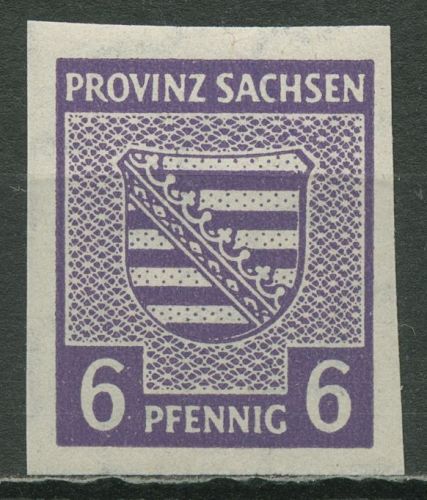 PROVINZ SACHSEN
6 PFENNIG 6